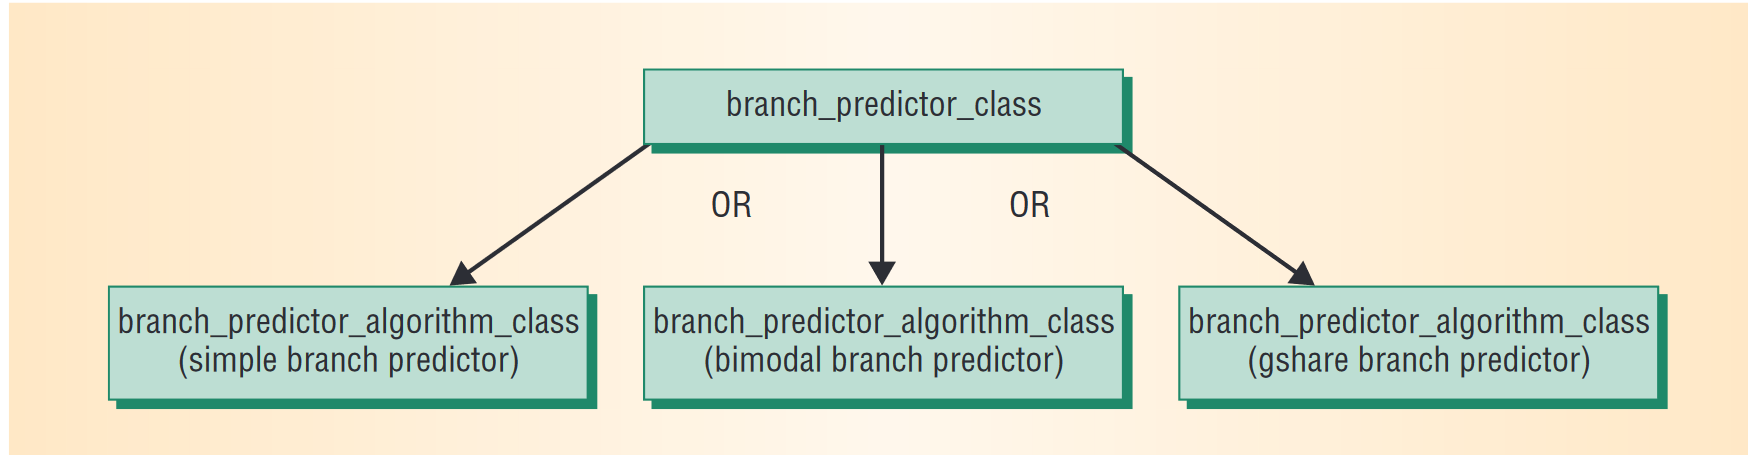 branch_predictor_class
OR
OR
branch_predictor_algorithm_class
(simple branch predictor)
branch_predictor_algorithm_class
(bimodal branch predictor)
branch_predictor_algorithm_class
(gshare branch predictor)